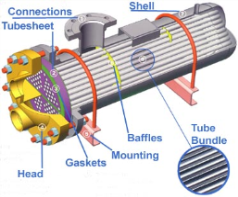 Connections
Shell
Tubesheet
Baffles
Tube
Bundle
Mounting
Gaskets
Head